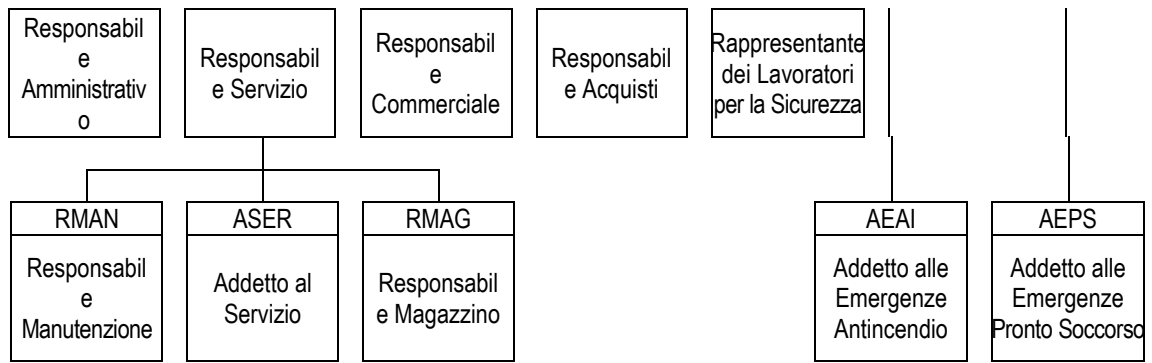 Responsabil
e
Amministrativ
o
Responsabil
e Servizio
Responsabil
e
Commerciale
Responsabil
e Acquisti
Rappresentante
dei Lavoratori
per la Sicurezza
RMAN
Responsabil
e
Manutenzione
ASER
Addetto al
Servizio
RMAG
Responsabil
e Magazzino
AEAI
Addetto alle
Emergenze
Antincendio
AEPS
Addetto alle
Emergenze
Pronto Soccorso